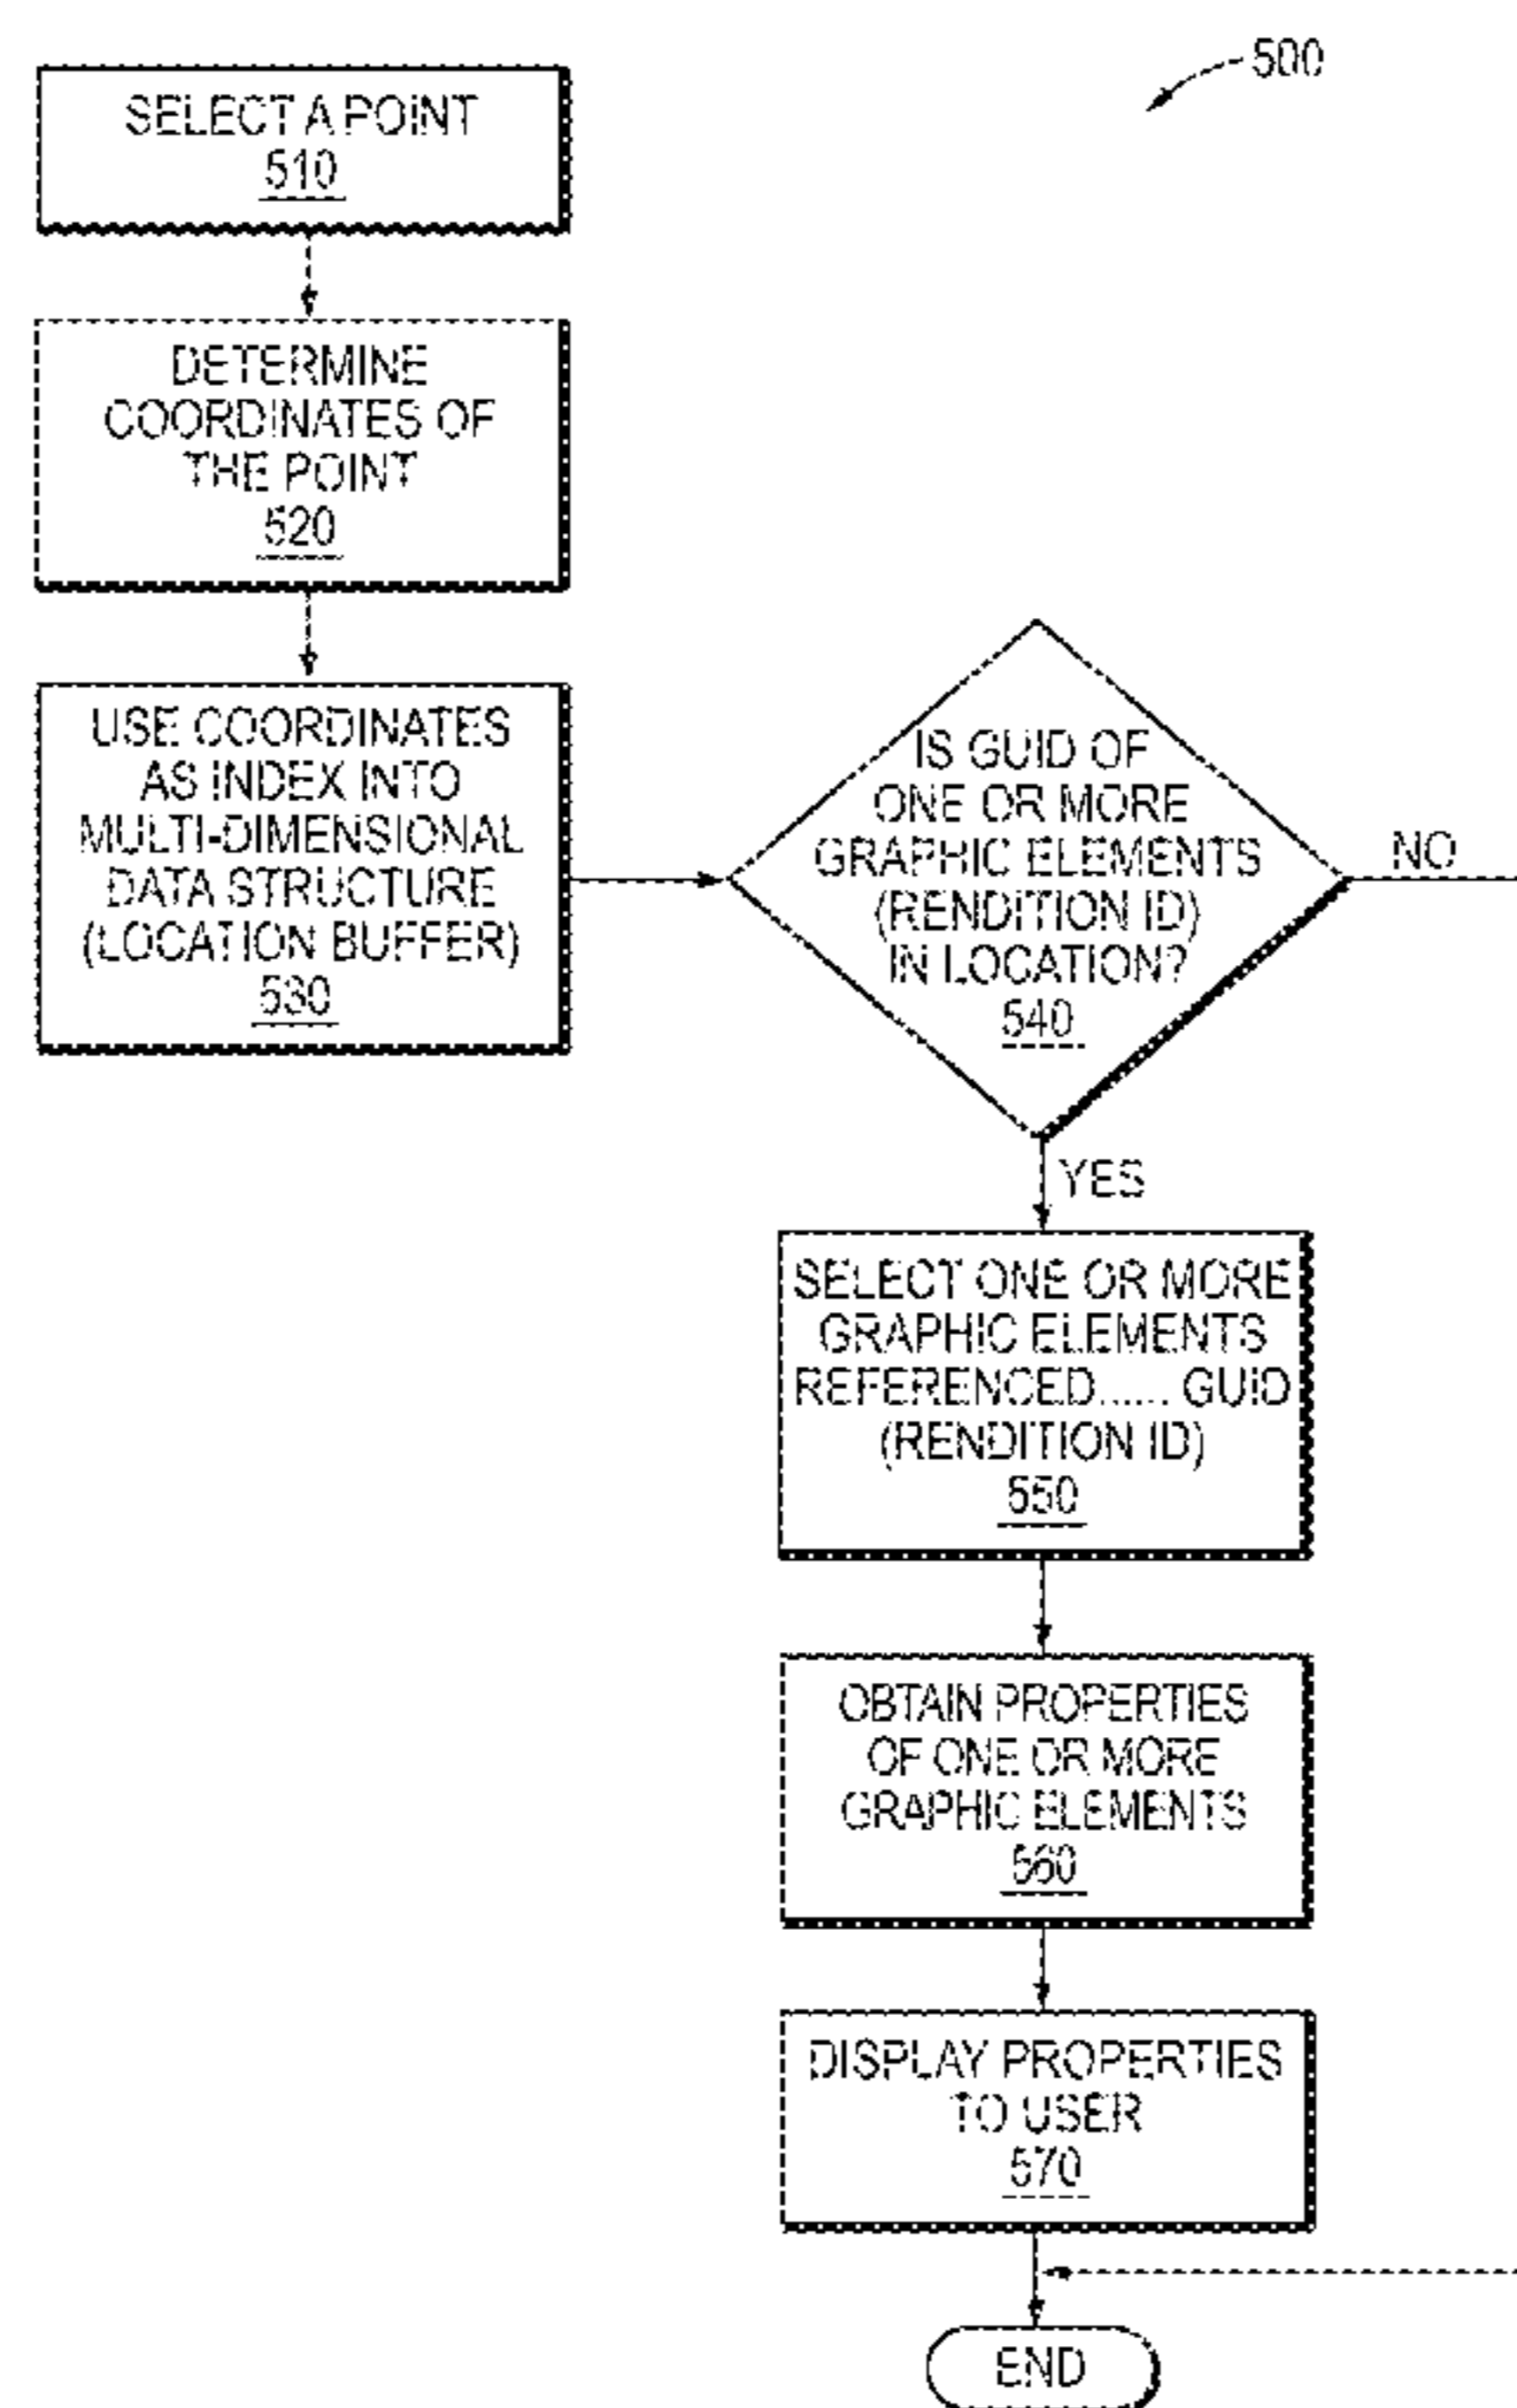 500
SELECT A POINT
510
DETERMINE
COORDINATES OF
THE POINT
520
USE COORDINATES
AS INDEX INTO
MULTI-DIMENSIONAL
DATA STRUCTURE
(LOCATION BUFFER)
530
IS GUID OF
ONE OR MORE
GRAPHIC ELEMENTS
(RENDITION ID)
IN LOCATION?
540
NO
YES
SELECT ONE OR MORE
GRAPHIC ELEMENTS
REFERENCED...... GUID
(RENDITION ID)
550
OBTAIN PROPERTIES
OF ONE OR MORE
GRAPHIC ELEMENTS
560
DISPLAY PROPERTIES
TO USER
570
END